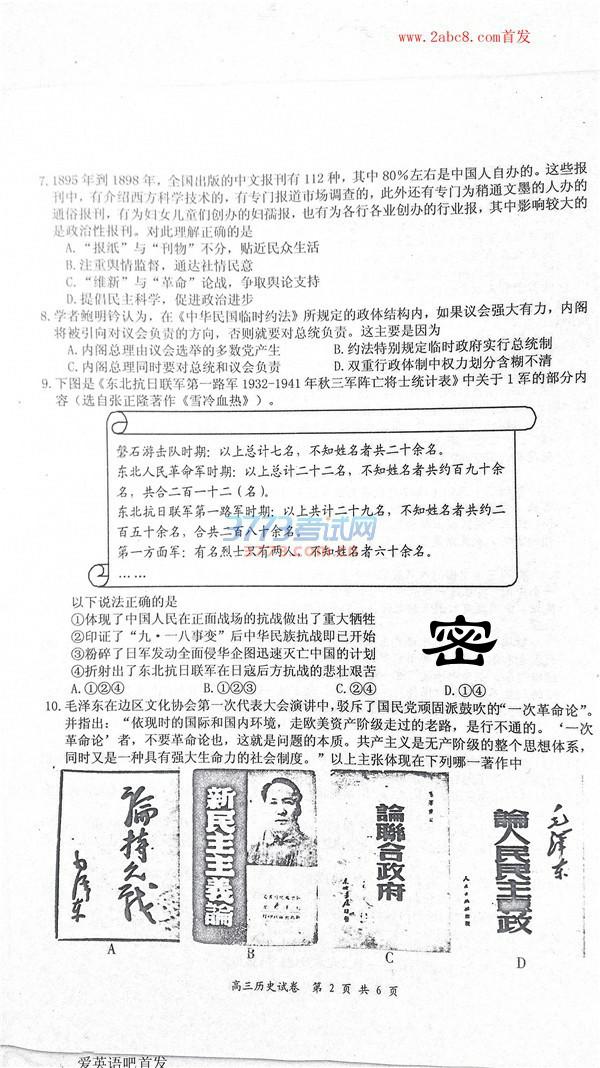 www.2abc8.com首发
7.1895年到1898年，全国出版的中文报刊有112种，其中80%左右是中国人自办的。这些报
刊中，有介绍西方科学技术的，有专门报道市场调查的，此外还有专门为稍通文墨的人办的
通俗报刊，有为妇女儿童们创办的妇孺报，也有为各行各业创办的行业报，其中影响较大的
是政治性报刊。对此理解正确的是
A. “报纸”与“刊物”不分，贴近民众生活
B. 注重舆情监督，通达社情民意
C. “维新”与“革命”论战，争取舆论支持
D. 提倡民主科学，促进政治进步
8.学者鲍明钤认为，在《中华民国临时约法》所规定的政体结构内，如果议会强大有力，内阁
将被引向对议会负责的方向，否则就要对总统负责。这主要是因为
A. 内阁总理由议会选举的多数党产生 B. 约法特别规定临时政府实行总统制
C. 内阁总理同时要对总统和议会负责 D. 双重行政体制中权力划分含糊不清
9.下图是《东北抗日联军第一路军1932-1941年秋三军阵亡将士统计表》中关于1军的部分内
容（选自张正隆著作《雪冷血热》）。
磐石游击队时期：以上总计七名，不知姓名者共二十余名。
东北人民革命军时期：以上总计二十二名，不知姓名者共约百九十余
名，共合二百一十二（名）。
东北抗日联军第一路军时期：以上共计二十九名，不知姓名者共约二
百五十余名，合共二百八十余名。
第一方面军：有名烈士只有两人，不知姓名者六十余名。
……
3773考试网
以下说法正确的是
①体现了中国人民在正面战场的抗战做出了重大牺牲
②印证了“九·一八事变”后中华民族抗战即已开始
③粉碎了日军发动全面侵华企图迅速灭亡中国的计划
④折射出了东北抗日联军在日寇后方抗战的悲壮艰苦
密
A. ①②④ B. ①②③ C. ②④ D. ①④
10.毛泽东在边区文化协会第一次代表大会演讲中，驳斥了国民党顽固派鼓吹的“一次革命论”。
并指出：“依现时的国际和国内环境，走欧美资产阶级走过的老路，是行不通的。‘一次
革命论’者，不要革命论也，这就是问题的本质。共产主义是无产阶级的整个思想体系，
同时又是一种具有强大生命力的社会制度。”以上主张体现在下列哪一著作中
論持久戰
毛澤東
新民主主義論
論聯合政府
論人民民主專政
毛澤東
人民出版社出版
A
B
C
D
高三历史试卷 第2页 共6页
爱英语吧首发